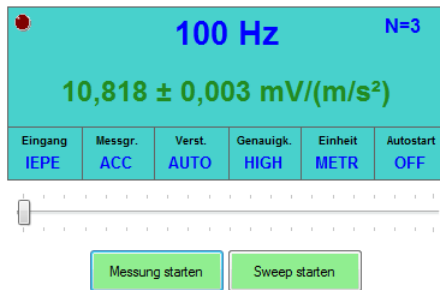 100 Hz N=3
10,818 ± 0,003 mV/(m/s²)
Eingang Messgr. Verst. Genauigk. Einheit Autostart
IEPE ACC AUTO HIGH METR OFF
Messung starten Sweep starten